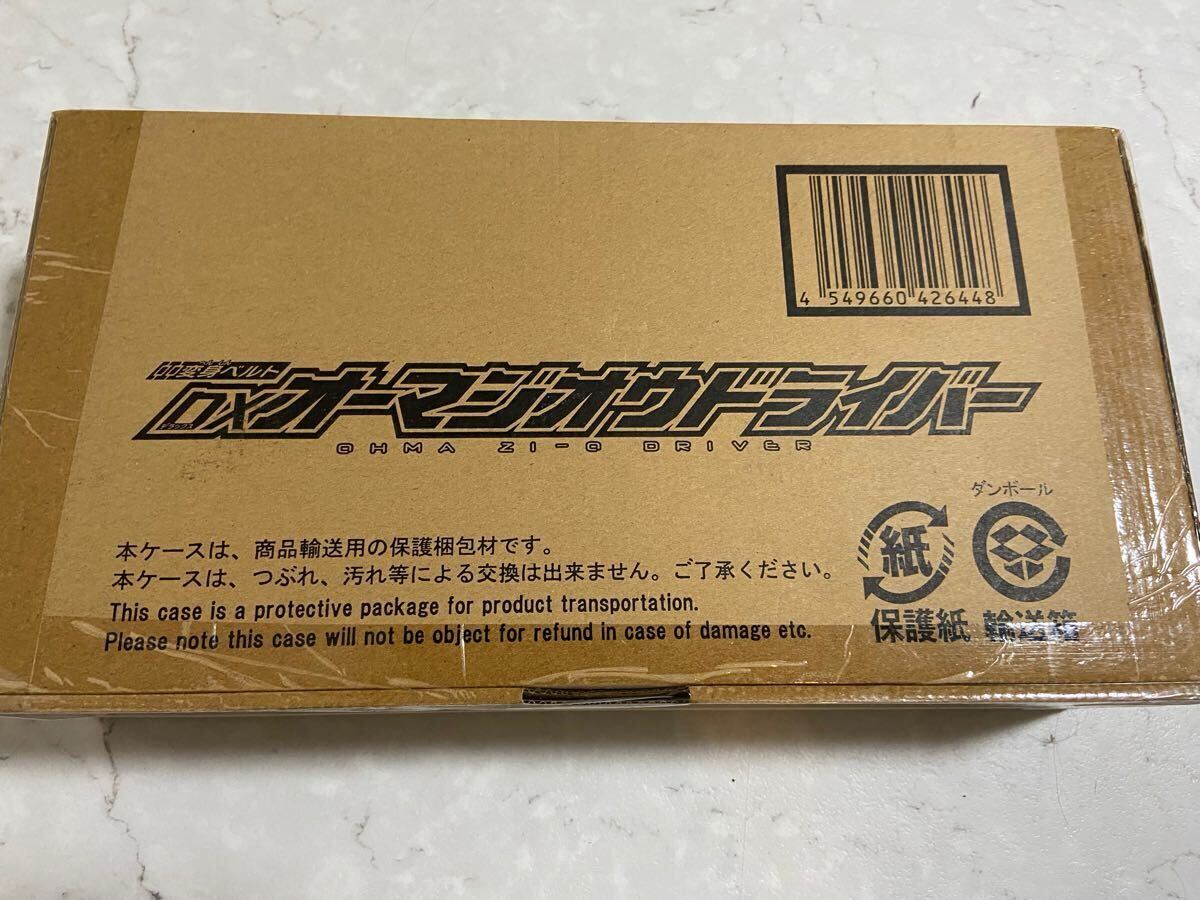 4 549660 426448
変身ベルト
DXオーマジオウドライバー
デラックス
OHMA ZI-O DRIVER
ダンボール
紙
本ケースは、商品輸送用の保護梱包材です。
本ケースは、つぶれ、汚れ等による交換は出来ません。ご了承ください。
This case is a protective package for product transportation.
Please note this case will not be object for refund in case of damage etc.
保護紙 輸送箱